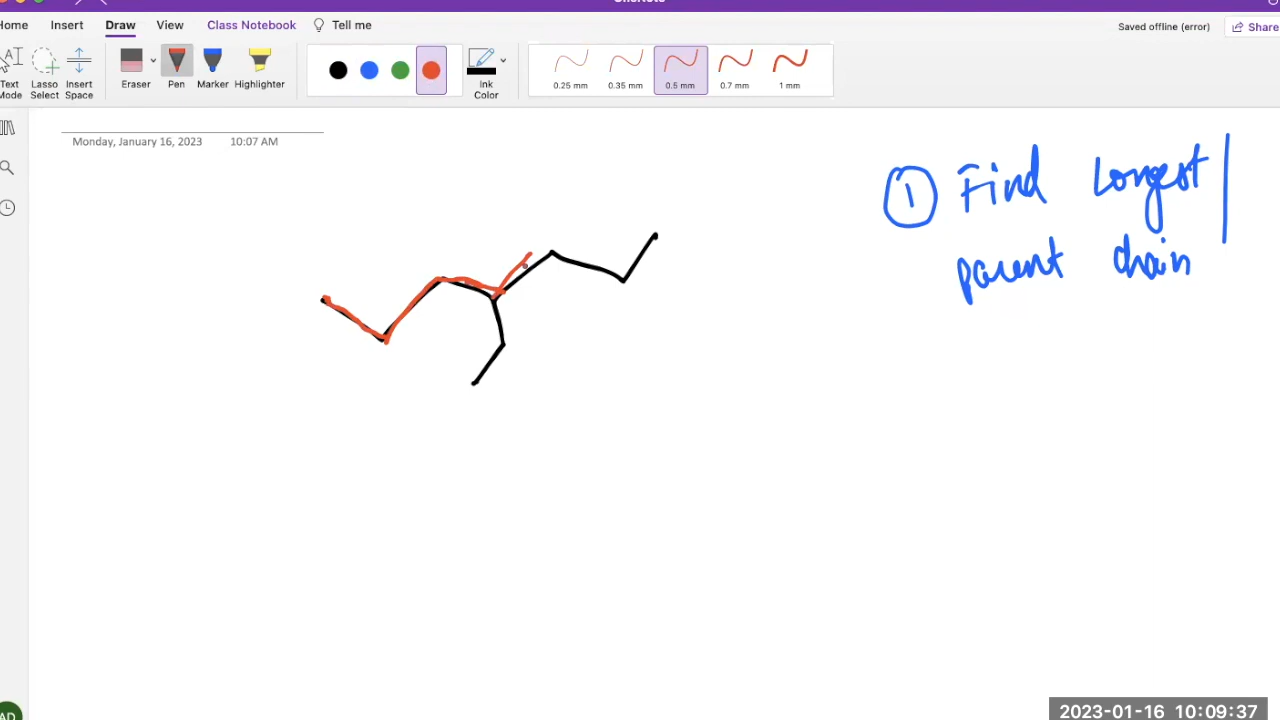 Home Insert Draw View Class Notebook Tell me
Saved offline (error) Share
Text Mode
Lasso Select
Insert Space
Eraser
Pen
Marker
Highlighter
Ink Color
0.25 mm 0.35 mm 0.5 mm 0.7 mm 1 mm
Monday, January 16, 2023 10:07 AM
① Find Longest
parent chain
2023-01-16 10:09:37